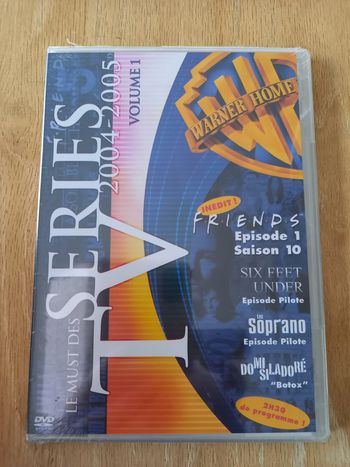 LE MUST DES
SERIES
TV
2004-2005
VOLUME 1
WARNER HOME
INEDIT !
FRIENDS
Episode 1
Saison 10
SIX FEET
UNDER
Episode Pilote
LES
Soprano
Episode Pilote
DOMISILADORÉ
"Botox"
2H20
de programme !
DVD